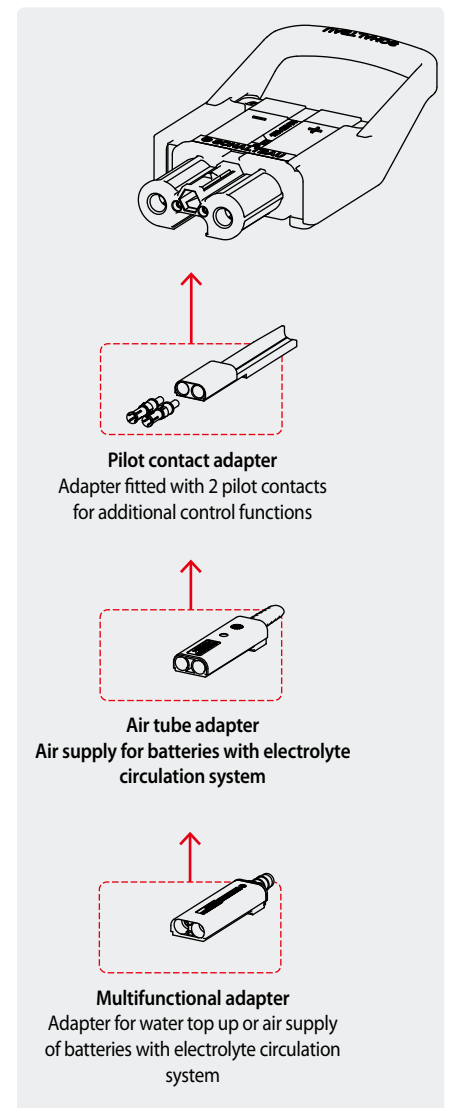 SCHALTBAU
− +
SCHALTBAU
Pilot contact adapter
Adapter fitted with 2 pilot contacts
for additional control functions
Air tube adapter
Air supply for batteries with electrolyte
circulation system
Multifunctional adapter
Adapter for water top up or air supply
of batteries with electrolyte circulation
system